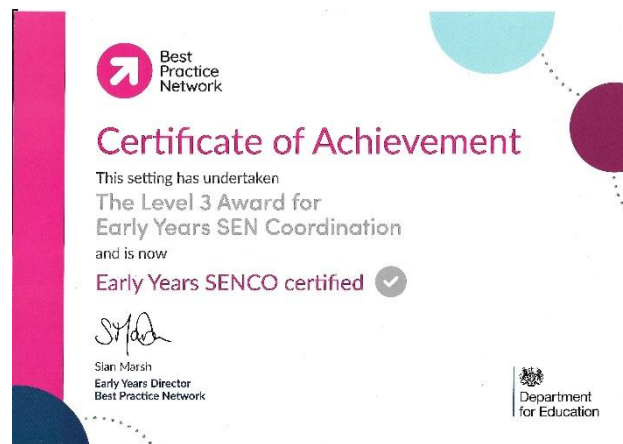 Best
Practice
Network
Certificate of Achievement
This setting has undertaken
The Level 3 Award for
Early Years SEN Coordination
and is now
Early Years SENCO certified
Sian Marsh
Early Years Director
Best Practice Network
Department
for Education